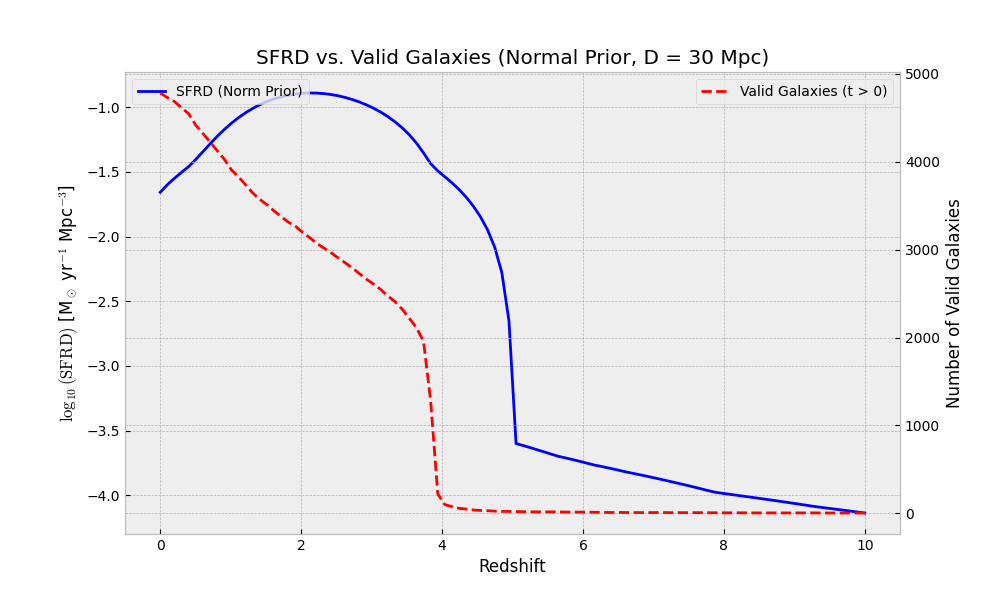 SFRD vs. Valid Galaxies (Normal Prior, D = 30 Mpc)
SFRD (Norm Prior)
Valid Galaxies (t > 0)
−1.0
−1.5
−2.0
−2.5
−3.0
−3.5
−4.0
log₁₀ (SFRD) [M⊙ yr⁻¹ Mpc⁻³]
5000
4000
3000
2000
1000
0
Number of Valid Galaxies
0 2 4 6 8 10
Redshift